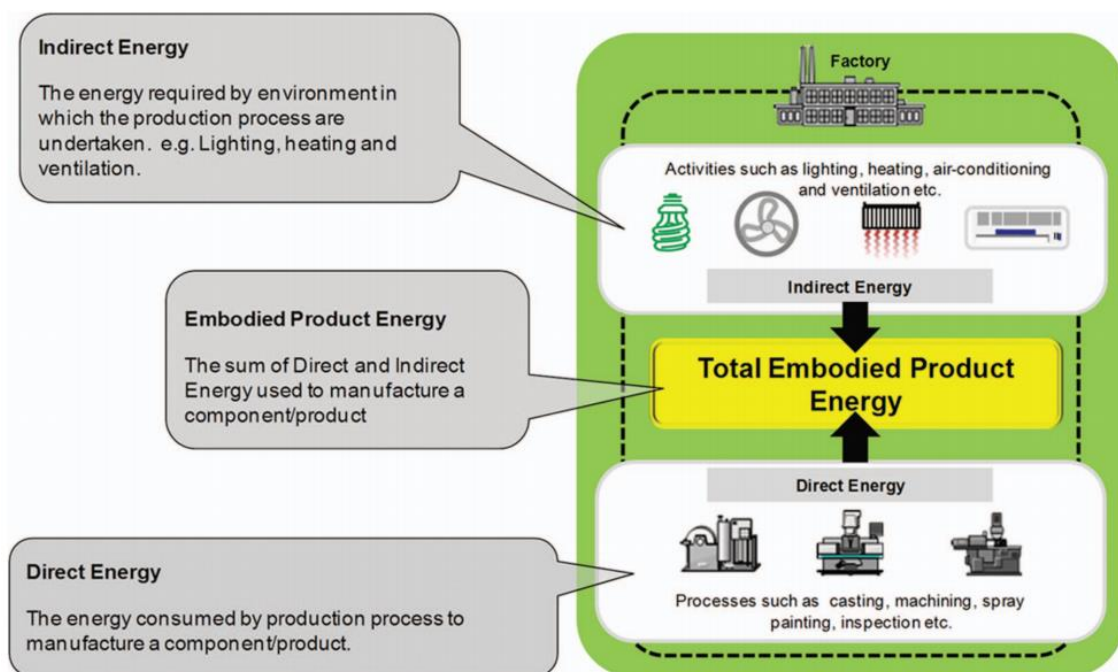 Indirect Energy
The energy required by environment in
which the production process are
undertaken. e.g. Lighting, heating and
ventilation.
Embodied Product Energy
The sum of Direct and Indirect
Energy used to manufacture a
component/product
Direct Energy
The energy consumed by production process to
manufacture a component/product.
Factory
Activities such as lighting, heating, air-conditioning
and ventilation etc.
Indirect Energy
Total Embodied Product
Energy
Direct Energy
Processes such as casting, machining, spray
painting, inspection etc.